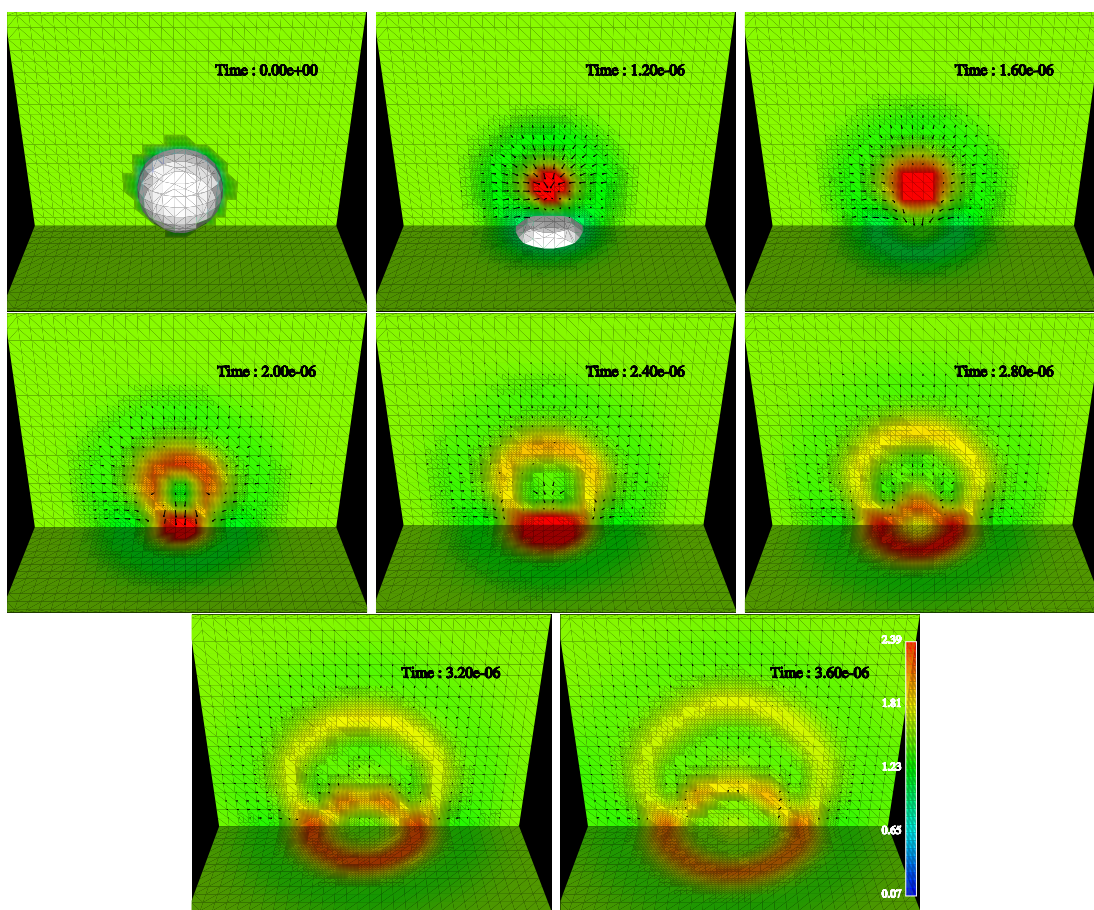 Time : 0.00e+00
Time : 1.20e-06
Time : 1.60e-06
Time : 2.00e-06
Time : 2.40e-06
Time : 2.80e-06
Time : 3.20e-06
Time : 3.60e-06
2.39
1.81
1.23
0.65
0.07